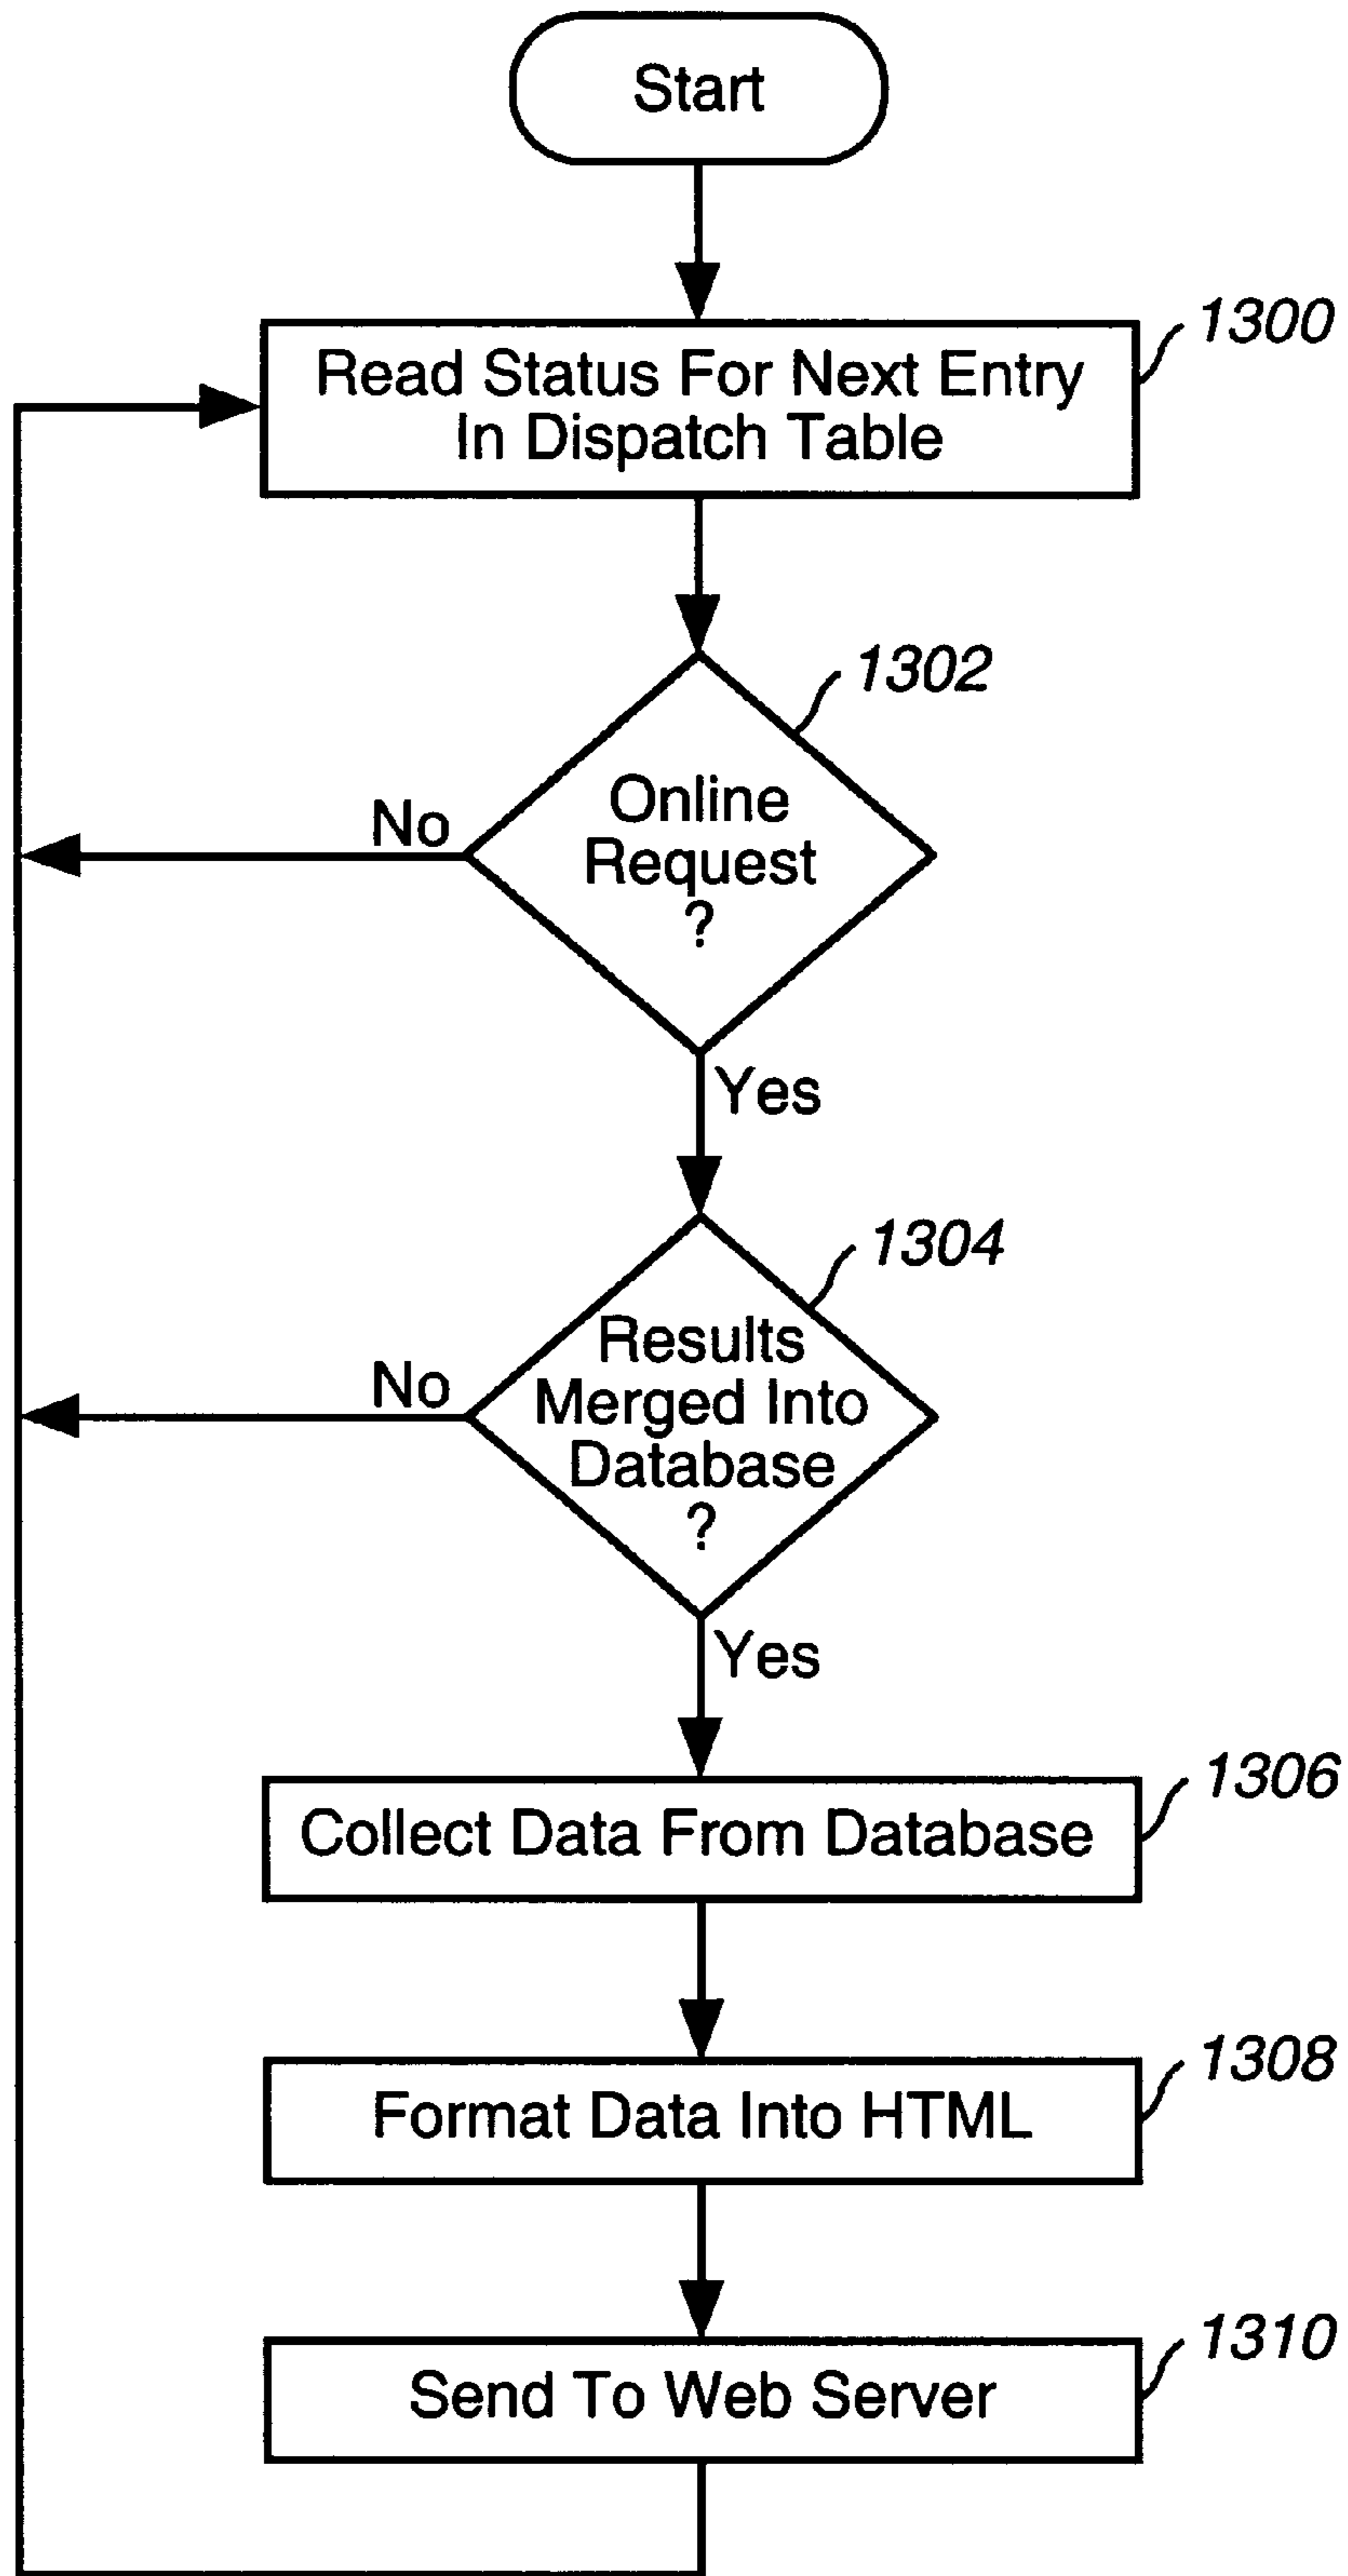 Start
1300
Read Status For Next Entry
In Dispatch Table
1302
Online
Request
?
No
Yes
1304
Results
Merged Into
Database
?
No
Yes
1306
Collect Data From Database
1308
Format Data Into HTML
1310
Send To Web Server